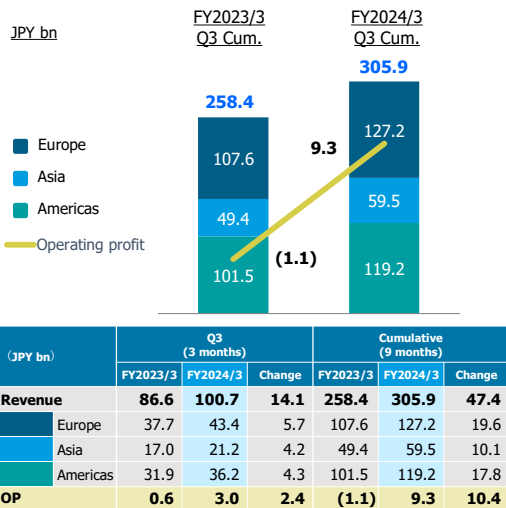 JPY bn
FY2023/3
Q3 Cum.
FY2024/3
Q3 Cum.
305.9
258.4
Europe
Asia
Americas
Operating profit
107.6
49.4
101.5
127.2
59.5
119.2
9.3
(1.1)
(JPY bn) Q3 (3 months) Cumulative (9 months)
FY2023/3 FY2024/3 Change FY2023/3 FY2024/3 Change
Revenue 86.6 100.7 14.1 258.4 305.9 47.4
Europe 37.7 43.4 5.7 107.6 127.2 19.6
Asia 17.0 21.2 4.2 49.4 59.5 10.1
Americas 31.9 36.2 4.3 101.5 119.2 17.8
OP 0.6 3.0 2.4 (1.1) 9.3 10.4